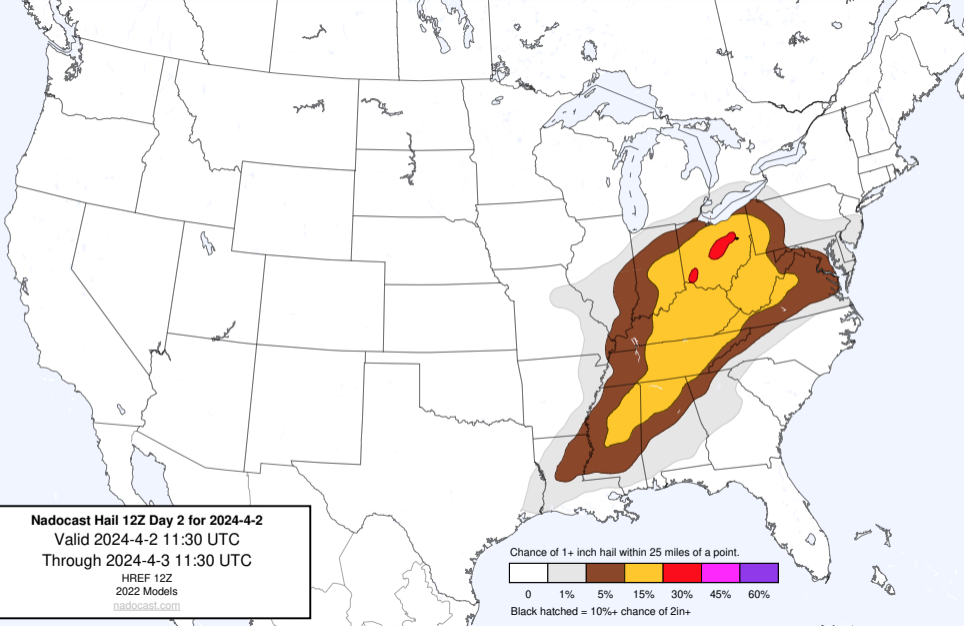 Nadocast Hail 12Z Day 2 for 2024-4-2
Valid 2024-4-2 11:30 UTC
Through 2024-4-3 11:30 UTC
HREF 12Z
2022 Models
nadocast.com
Chance of 1+ inch hail within 25 miles of a point.
0 1% 5% 15% 30% 45% 60%
Black hatched = 10%+ chance of 2in+